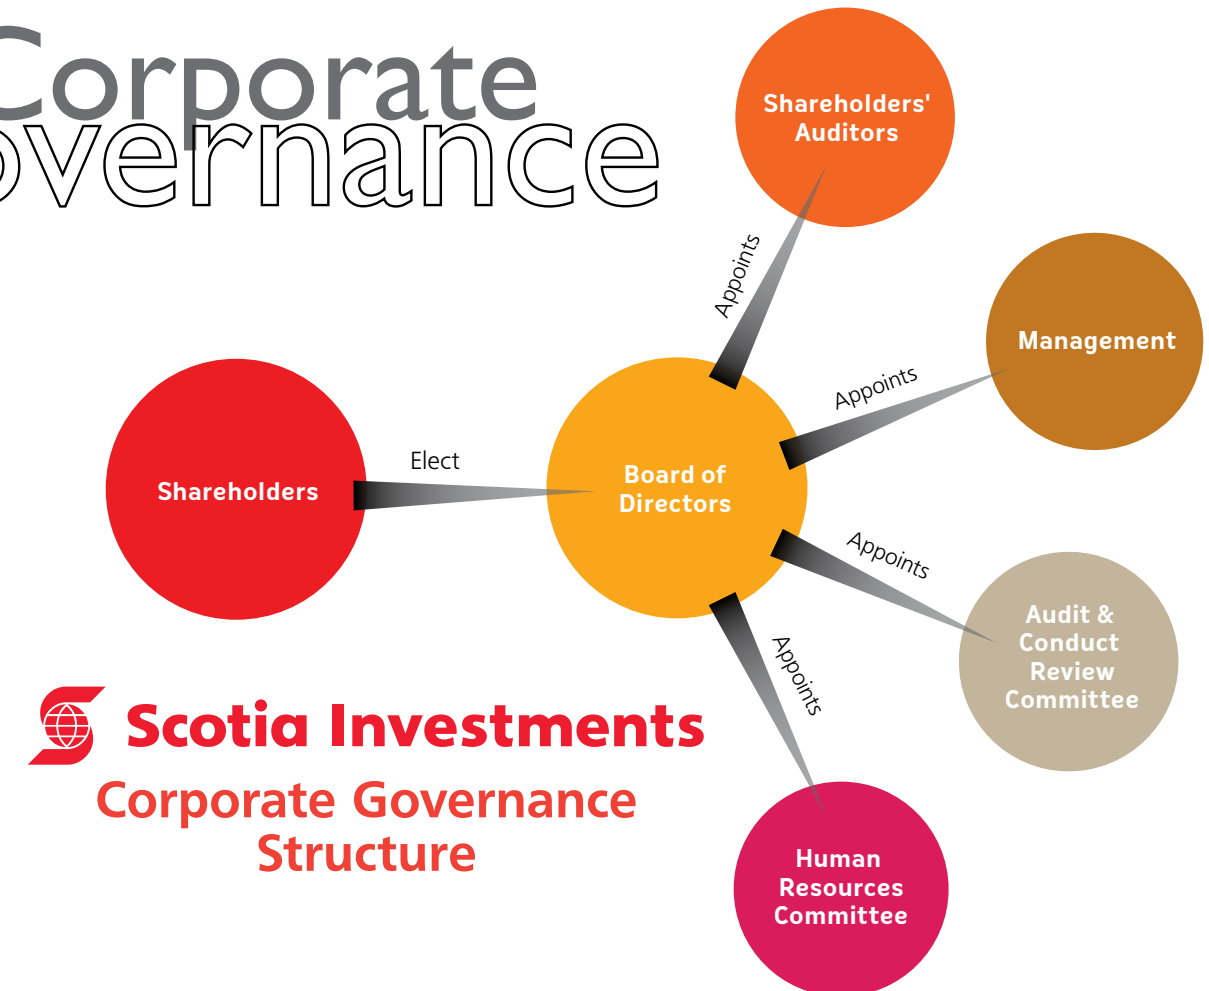 Corporate
overnance
Shareholders'
Auditors
Appoints
Management
Appoints
Shareholders
Elect
Board of
Directors
Appoints
Audit &
Conduct
Review
Committee
Appoints
Human
Resources
Committee
Scotia Investments
Corporate Governance
Structure